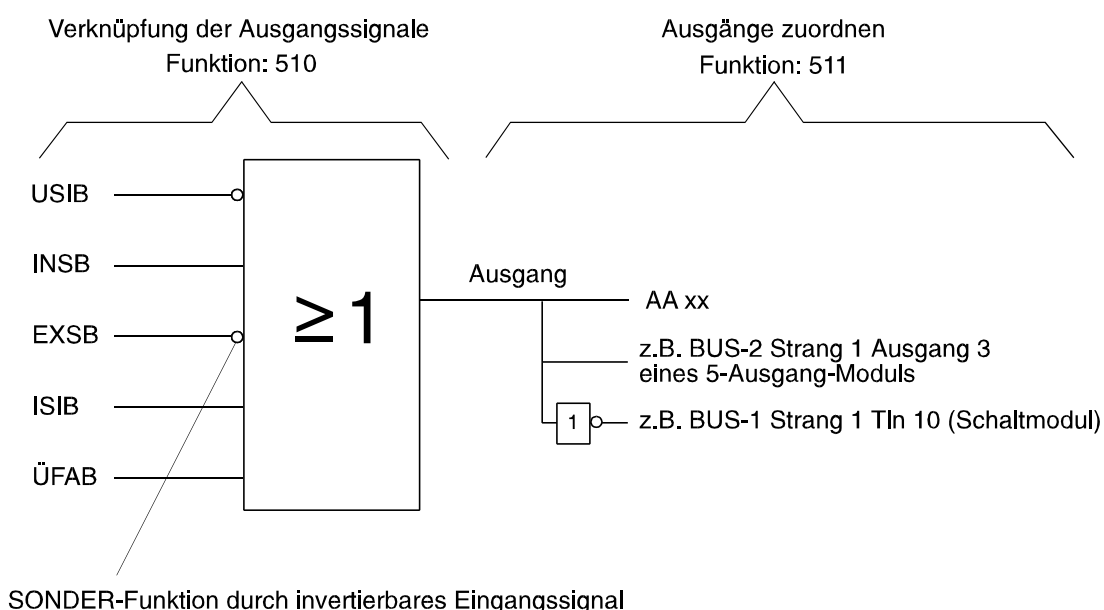 Verknüpfung der Ausgangssignale
Funktion: 510
Ausgänge zuordnen
Funktion: 511
USIB
INSB
EXSB
ISIB
ÜFAB
≥ 1
Ausgang
AA xx
z.B. BUS-2 Strang 1 Ausgang 3
eines 5-Ausgang-Moduls
1
z.B. BUS-1 Strang 1 Tln 10 (Schaltmodul)
SONDER-Funktion durch invertierbares Eingangssignal